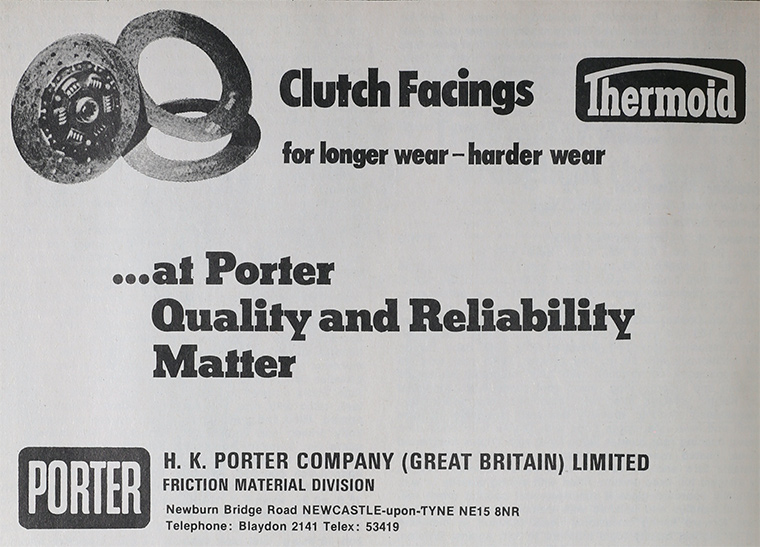 Clutch Facings
Thermoid
for longer wear – harder wear
...at Porter
Quality and Reliability
Matter
PORTER
H. K. PORTER COMPANY (GREAT BRITAIN) LIMITED
FRICTION MATERIAL DIVISION
Newburn Bridge Road NEWCASTLE-upon-TYNE NE15 8NR
Telephone: Blaydon 2141 Telex: 53419